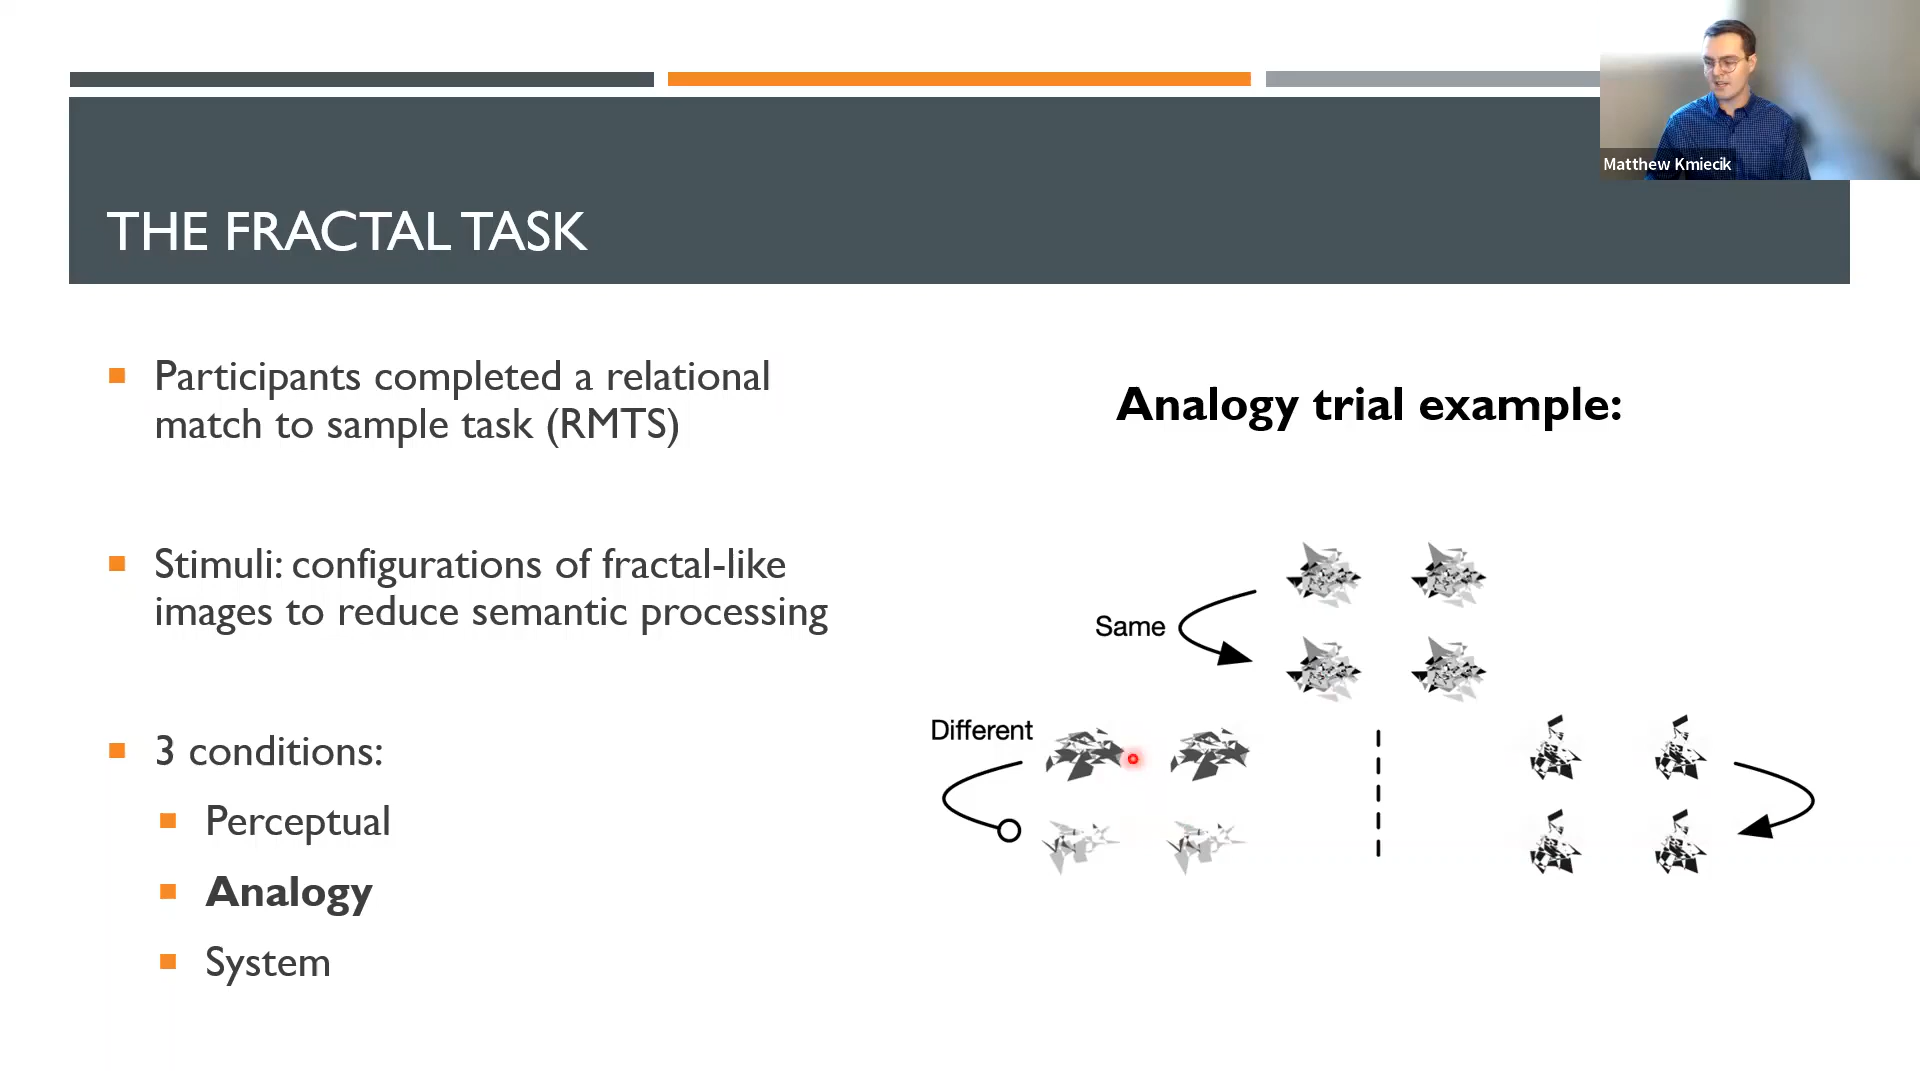 Matthew Kmiecik
THE FRACTAL TASK
Participants completed a relational
match to sample task (RMTS)
Stimuli: configurations of fractal-like
images to reduce semantic processing
3 conditions:
Perceptual
Analogy
System
Analogy trial example:
Same
Different